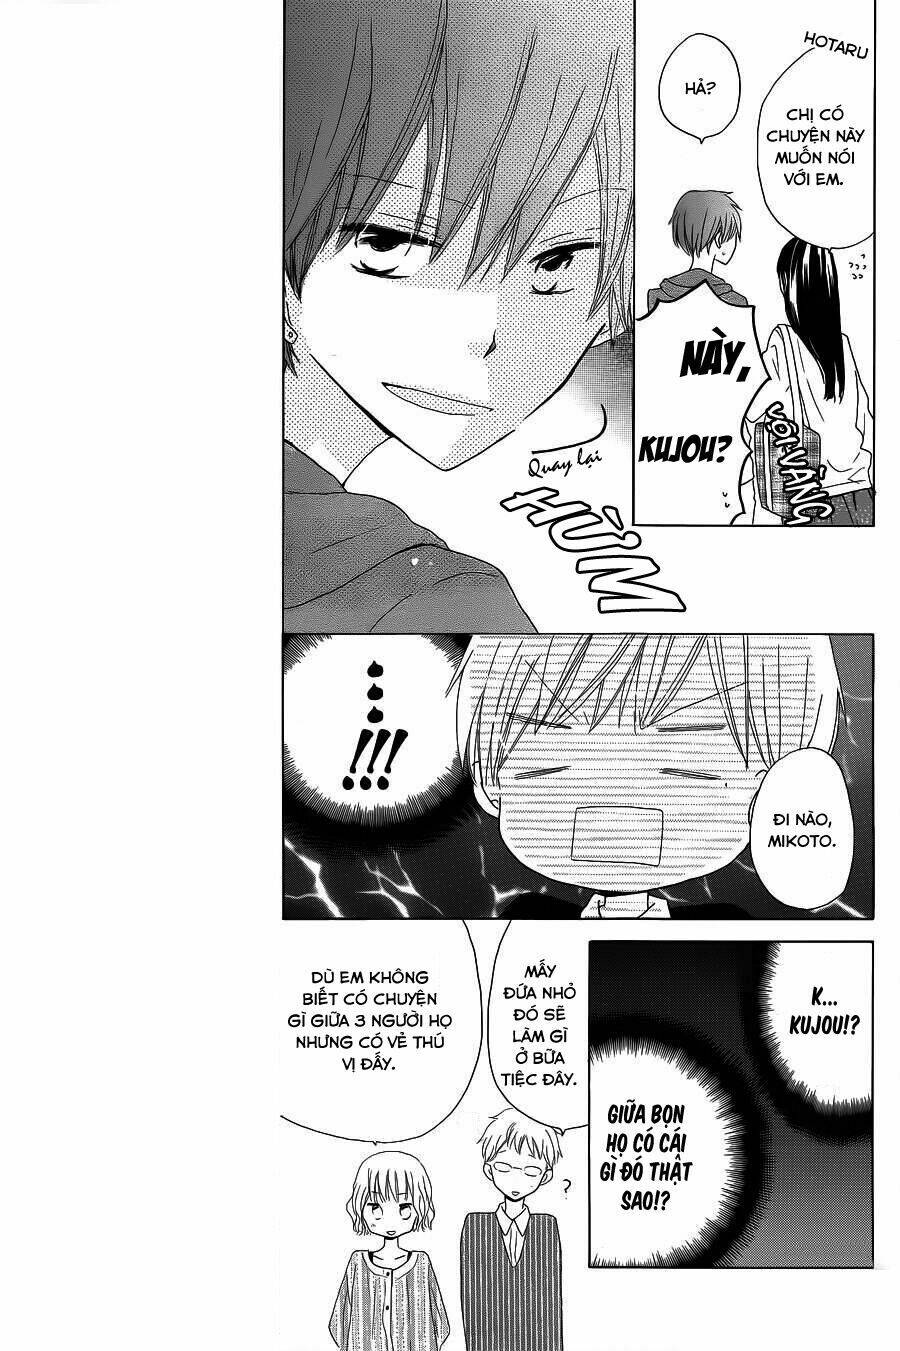 HOTARU
CHỊ CÓ
CHUYỆN NÀY
MUỐN NÓI
VỚI EM.
HẢ?
NÀY,
KUJOU?
VỘI VÀNG
Quay lại
HỪM
ĐI NÀO,
MIKOTO.
...!!!
K...
KUJOU!?
GIỮA BỌN
HỌ CÓ CÁI
GÌ ĐÓ THẬT
SAO!?
MẤY
ĐỨA NHỎ
ĐÓ SẼ
LÀM GÌ
Ở BỮA
TIỆC ĐÂY.
?
DÙ EM KHÔNG
BIẾT CÓ CHUYỆN
GÌ GIỮA 3 NGƯỜI HỌ
NHƯNG CÓ VẺ THÚ
VỊ ĐẤY.